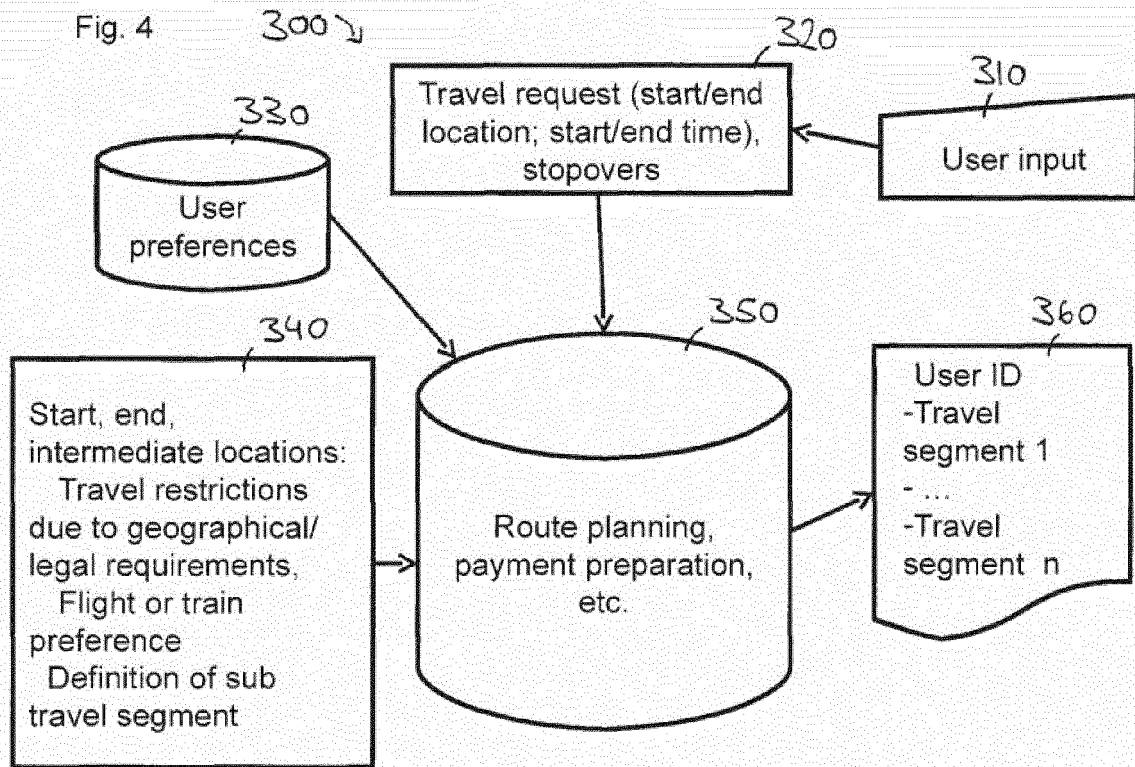 Fig. 4
300
320
310
330
Travel request (start/end
location; start/end time),
stopovers
User input
User
preferences
340
350
360
Start, end,
intermediate locations:
Travel restrictions
due to geographical/
legal requirements,
Flight or train
preference
Definition of sub
travel segment
Route planning,
payment preparation,
etc.
User ID
-Travel
segment 1
- ...
-Travel
segment n